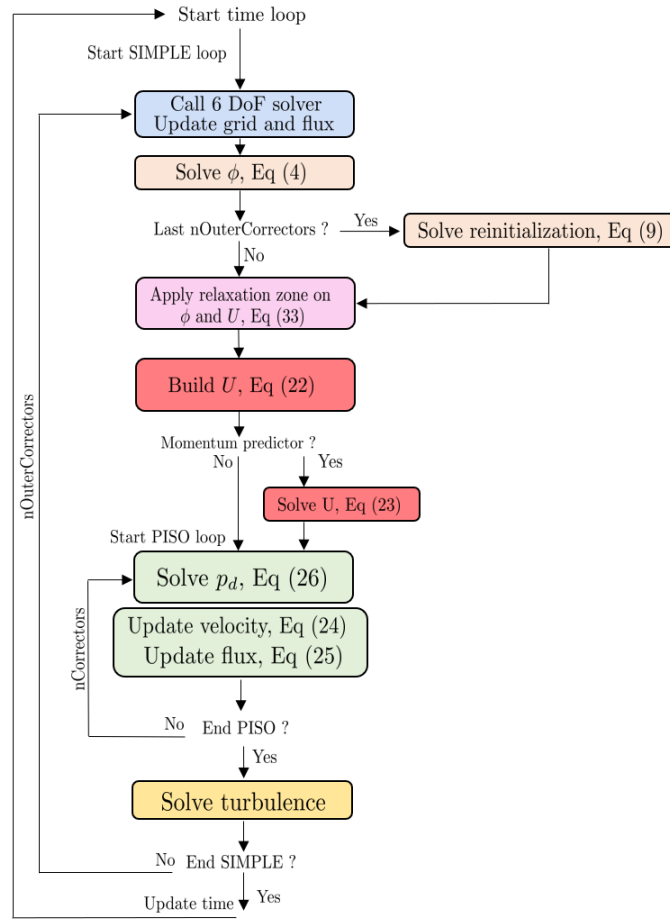 Start time loop
Start SIMPLE loop
Call 6 DoF solver
Update grid and flux
Solve ϕ, Eq (4)
Last nOuterCorrectors ?
Yes
Solve reinitialization, Eq (9)
No
Apply relaxation zone on
ϕ and U, Eq (33)
Build U, Eq (22)
Momentum predictor ?
No
Yes
Solve U, Eq (23)
Start PISO loop
Solve p_d, Eq (26)
Update velocity, Eq (24)
Update flux, Eq (25)
nCorrectors
No
End PISO ?
Yes
Solve turbulence
nOuterCorrectors
No
End SIMPLE ?
Update time
Yes